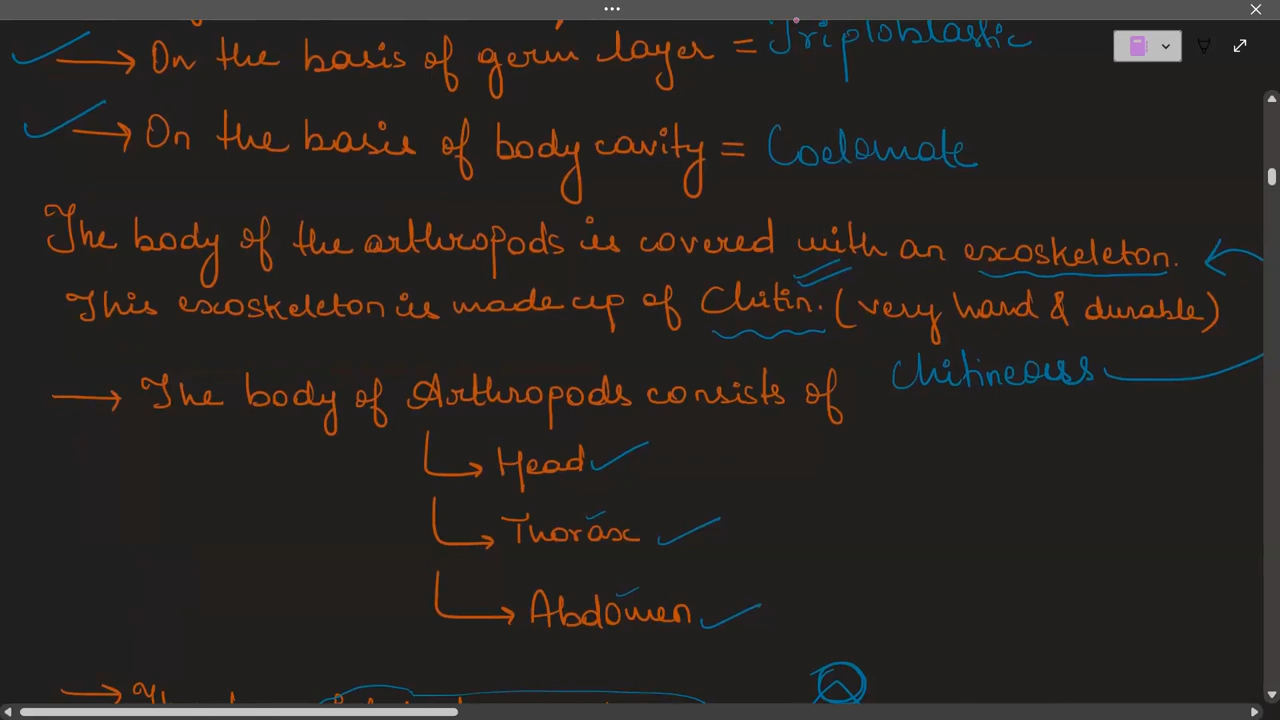 → On the basis of germ layer = Triploblastic
→ On the basis of body cavity = Coelomate
The body of the arthropods is covered with an exoskeleton.
This exoskeleton is made up of Chitin. (very hard & durable)
chitineous
→ The body of Arthropods consists of
→ Head
→ Thorax
→ Abdomen